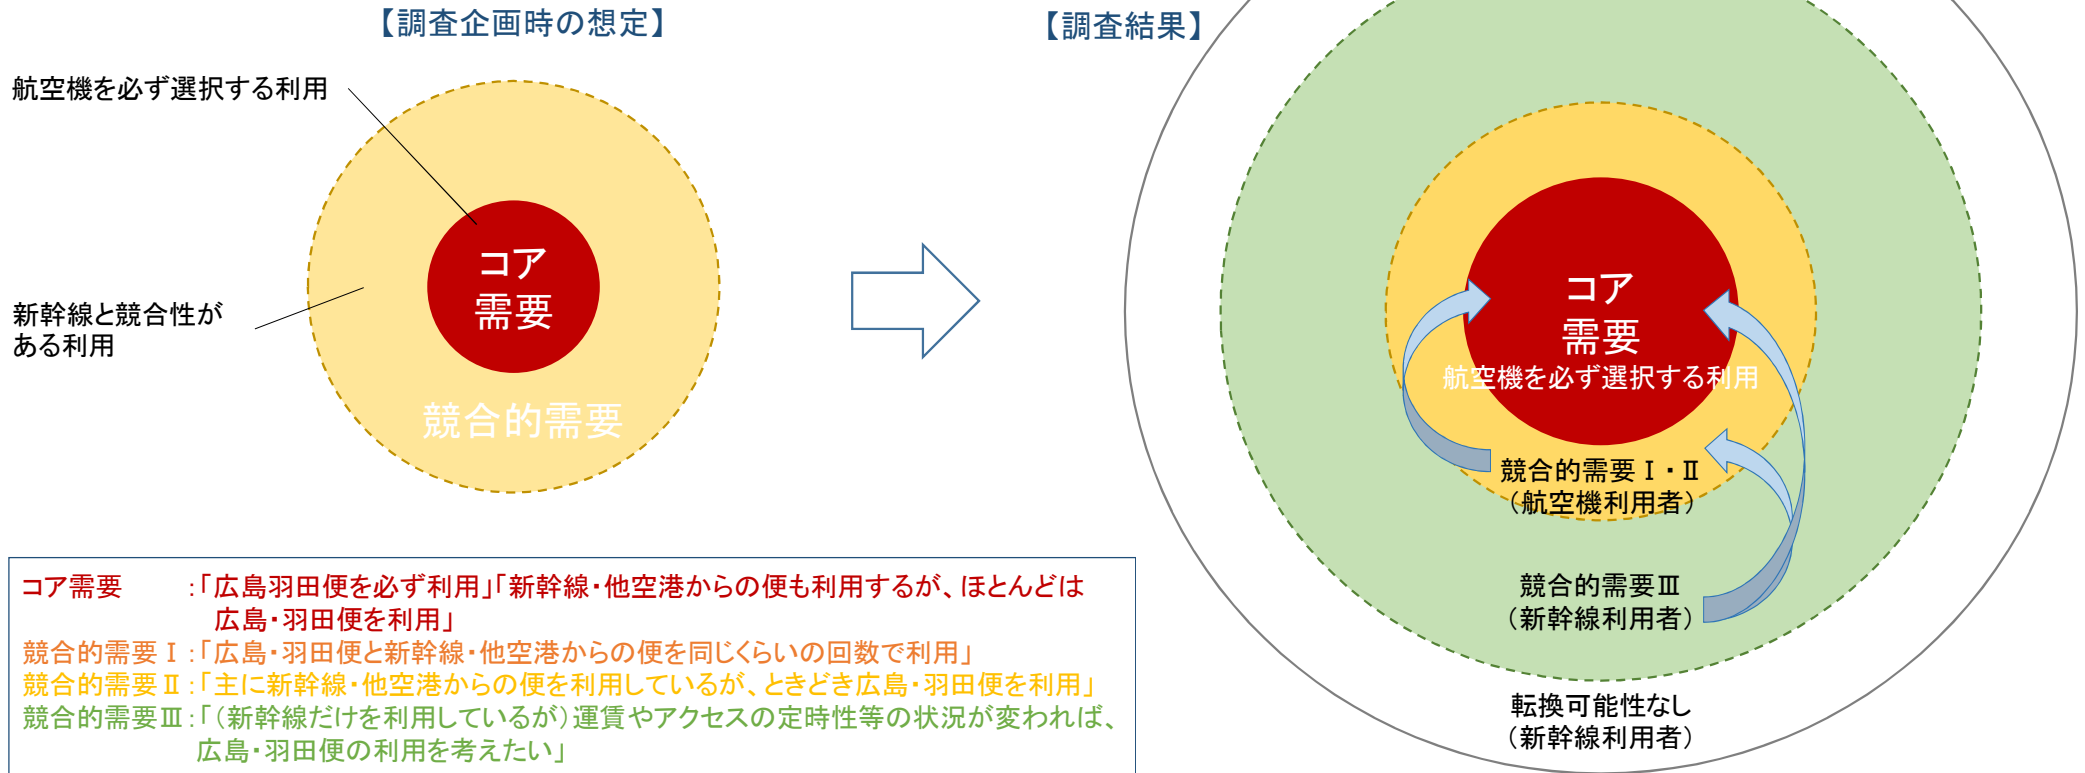 【調査企画時の想定】
航空機を必ず選択する利用
コア
需要
新幹線と競合性が
ある利用
競合的需要
【調査結果】
コア
需要
航空機を必ず選択する利用
競合的需要Ⅰ・Ⅱ
（航空機利用者）
競合的需要Ⅲ
（新幹線利用者）
転換可能性なし
（新幹線利用者）
コア需要　　：「広島羽田便を必ず利用」「新幹線・他空港からの便も利用するが、ほとんどは
広島・羽田便を利用」
競合的需要Ⅰ：「広島・羽田便と新幹線・他空港からの便を同じくらいの回数で利用」
競合的需要Ⅱ：「主に新幹線・他空港からの便を利用しているが、ときどき広島・羽田便を利用」
競合的需要Ⅲ：「（新幹線だけを利用しているが）運賃やアクセスの定時性等の状況が変われば、
広島・羽田便の利用を考えたい」